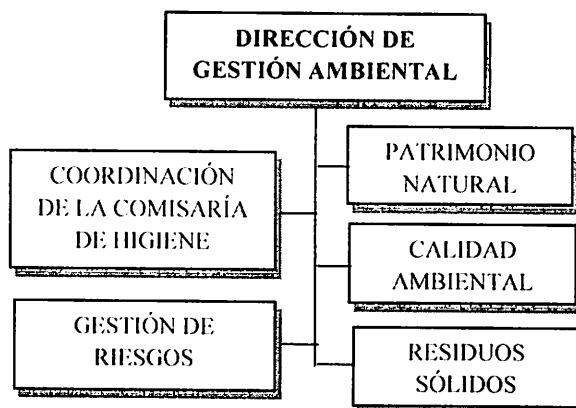 DIRECCIÓN DE
GESTIÓN AMBIENTAL
COORDINACIÓN
DE LA COMISARÍA
DE HIGIENE
PATRIMONIO
NATURAL
CALIDAD
AMBIENTAL
GESTIÓN DE
RIESGOS
RESIDUOS
SÓLIDOS